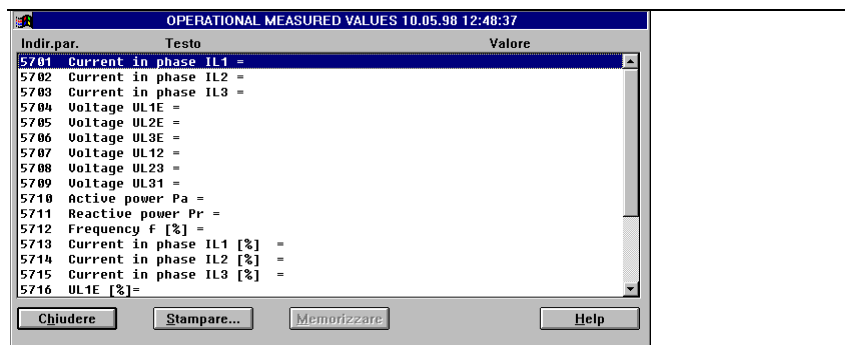 OPERATIONAL MEASURED VALUES 10.05.98 12:48:37
Indir.par. Testo Valore
5701 Current in phase IL1 =
5702 Current in phase IL2 =
5703 Current in phase IL3 =
5704 Voltage UL1E =
5705 Voltage UL2E =
5706 Voltage UL3E =
5707 Voltage UL12 =
5708 Voltage UL23 =
5709 Voltage UL31 =
5710 Active power Pa =
5711 Reactive power Pr =
5712 Frequency f [%] =
5713 Current in phase IL1 [%] =
5714 Current in phase IL2 [%] =
5715 Current in phase IL3 [%] =
5716 UL1E [%]=
Chiudere Stampare... Memorizzare Help